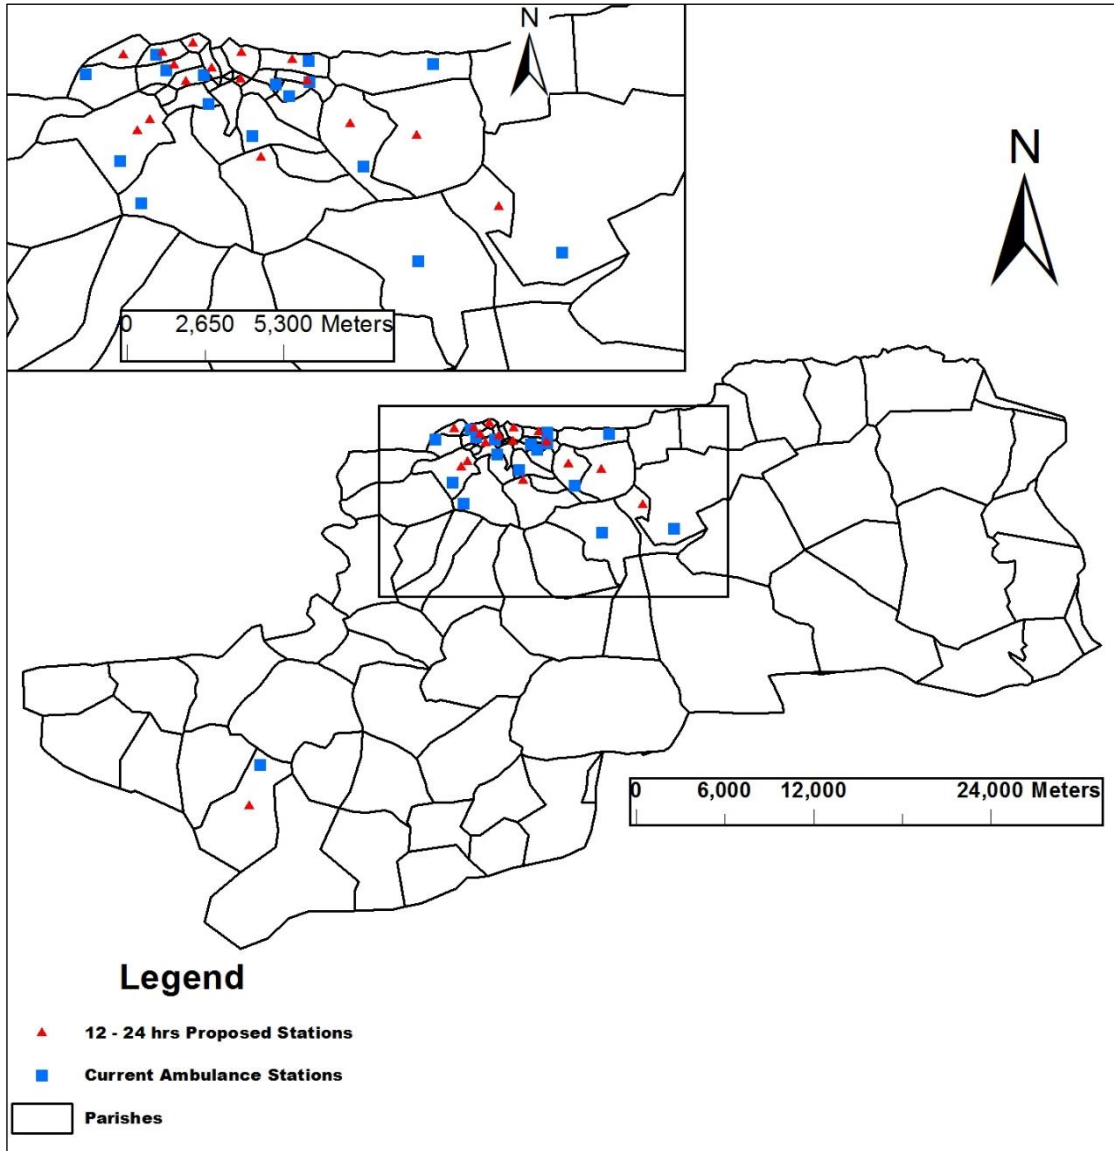 N
0 2,650 5,300 Meters
N
0 6,000 12,000 24,000 Meters
Legend
12 - 24 hrs Proposed Stations
Current Ambulance Stations
Parishes